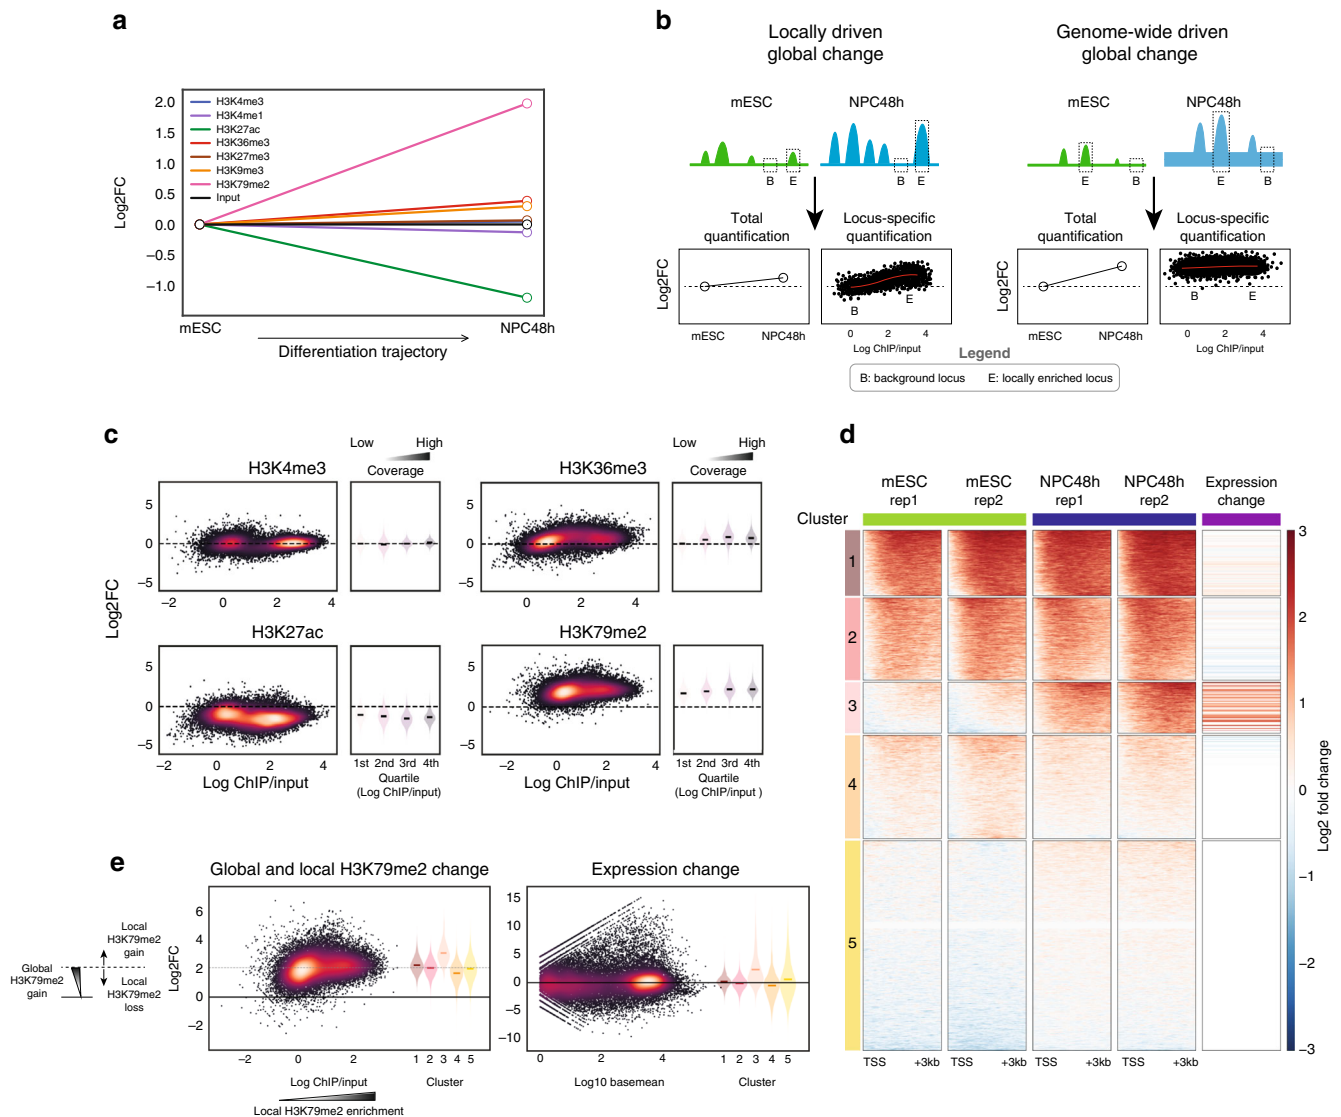 a
Log2FC
2.0
1.5
1.0
0.5
0.0
−0.5
−1.0
H3K4me3
H3K4me1
H3K27ac
H3K36me3
H3K27me3
H3K9me3
H3K79me2
Input
mESC
NPC48h
Differentiation trajectory
b
Locally driven
global change
Genome-wide driven
global change
mESC
NPC48h
mESC
NPC48h
B
E
B
E
E
B
E
B
Total
quantification
Locus-specific
quantification
Total
quantification
Locus-specific
quantification
Log2FC
B
E
Log2FC
B
E
mESC
NPC48h
0
2
4
Log ChIP/input
mESC
NPC48h
0
2
4
Log ChIP/input
Legend
B: background locus
E: locally enriched locus
c
Low
High
Coverage
Low
High
Coverage
H3K4me3
H3K36me3
Log2FC
5
0
−5
−2
0
2
4
5
0
−5
−2
0
2
4
H3K27ac
H3K79me2
5
0
−5
−2
0
2
4
Log ChIP/input
1st
2nd
3rd
4th
Quartile
(Log ChIP/input)
5
0
−5
−2
0
2
4
Log ChIP/input
1st
2nd
3rd
4th
Quartile
(Log ChIP/input )
d
mESC
rep1
mESC
rep2
NPC48h
rep1
NPC48h
rep2
Expression
change
Cluster
1
2
3
4
5
TSS
+3kb
TSS
+3kb
TSS
+3kb
TSS
+3kb
3
2
1
0
−1
−2
−3
Log2 fold change
e
Global and local H3K79me2 change
Expression change
Local
H3K79me2
gain
Global
H3K79me2
gain
Local
H3K79me2
loss
Log2FC
6
4
2
0
−2
−2
0
2
1
2
3
4
5
Log ChIP/input
Cluster
Local H3K79me2 enrichment
15
10
5
0
−5
−10
0
2
4
1
2
3
4
5
Log10 basemean
Cluster